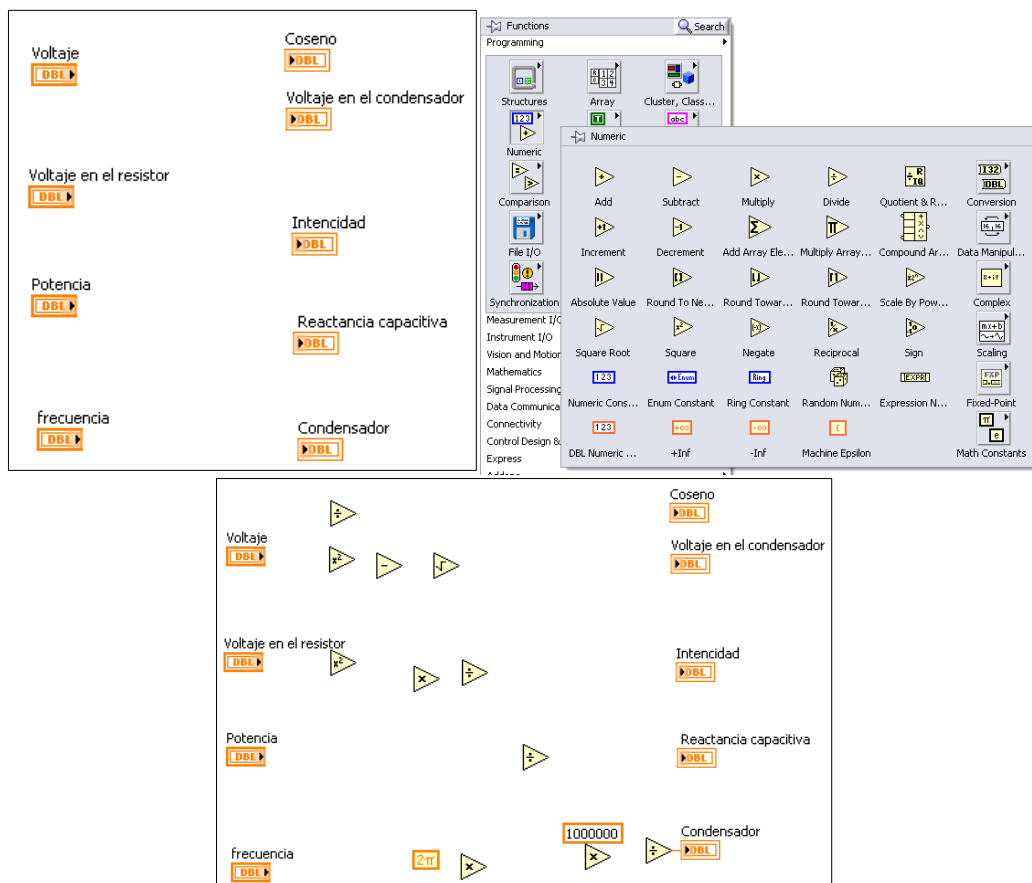 Voltaje
DBL
Coseno
DBL
Voltaje en el condensador
DBL
Voltaje en el resistor
DBL
Intencidad
DBL
Potencia
DBL
Reactancia capacitiva
DBL
frecuencia
DBL
Condensador
DBL
Functions
Search
Programming
Structures
Array
Cluster, Class...
Numeric
Comparison
File I/O
Synchronization
Measurement I/O
Instrument I/O
Vision and Motion
Mathematics
Signal Processing
Data Communica
Connectivity
Control Design &
Express
Numeric
Add
Subtract
Multiply
Divide
Quotient & R...
Conversion
Increment
Decrement
Add Array Ele...
Multiply Array...
Compound Ar...
Data Manipul...
Absolute Value
Round To Ne...
Round Towar...
Round Towar...
Scale By Pow...
Complex
Square Root
Square
Negate
Reciprocal
Sign
Scaling
Numeric Cons...
Enum Constant
Ring Constant
Random Num...
Expression N...
Fixed-Point
DBL Numeric ...
+Inf
-Inf
Machine Epsilon
Math Constants
Coseno
DBL
Voltaje
DBL
Voltaje en el condensador
DBL
Voltaje en el resistor
DBL
Intencidad
DBL
Potencia
DBL
Reactancia capacitiva
DBL
1000000
Condensador
DBL
frecuencia
DBL
2π